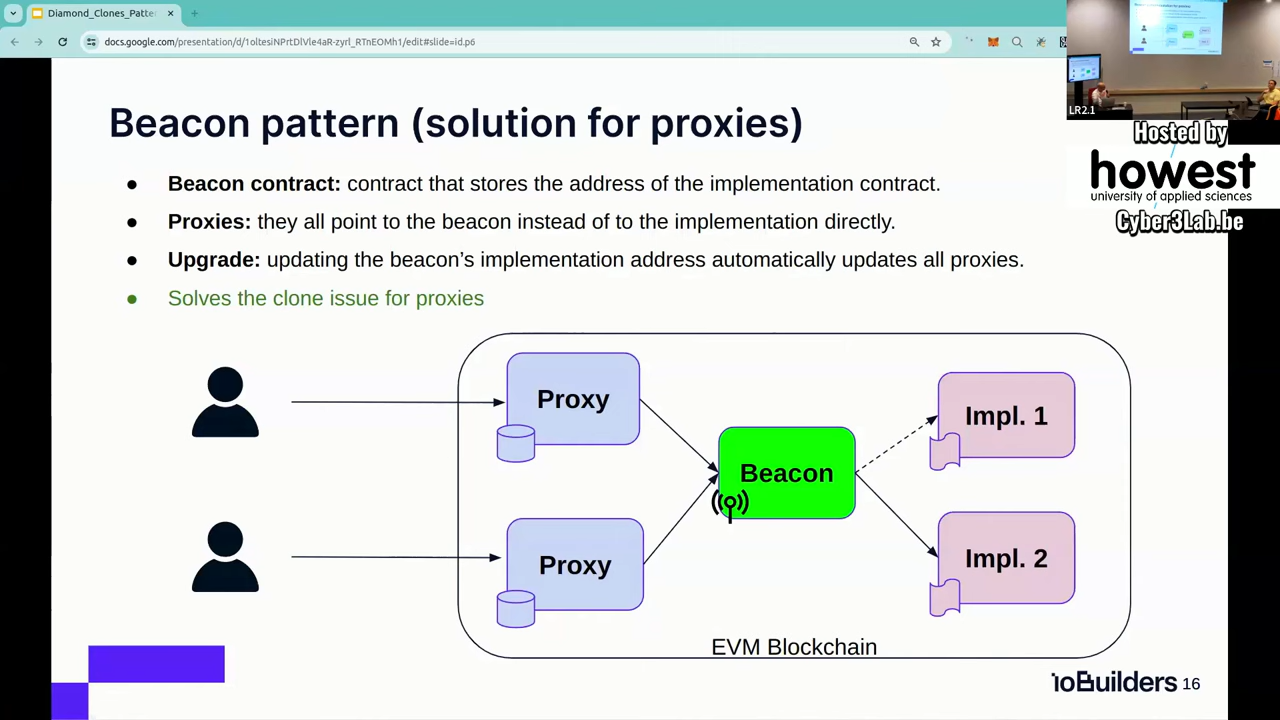 Diamond_Clones_Patte
docs.google.com/presentation/d/1oltesiNPrtDlVle4aR-zyrl_RTnEOMh1/edit#slide=id.p6
LR2.1
Hosted by
howest
university of applied sciences
Cyber3Lab.be
Beacon pattern (solution for proxies)
● Beacon contract: contract that stores the address of the implementation contract.
● Proxies: they all point to the beacon instead of to the implementation directly.
● Upgrade: updating the beacon's implementation address automatically updates all proxies.
● Solves the clone issue for proxies
Proxy
Impl. 1
Beacon
Proxy
Impl. 2
EVM Blockchain
ioBuilders 16